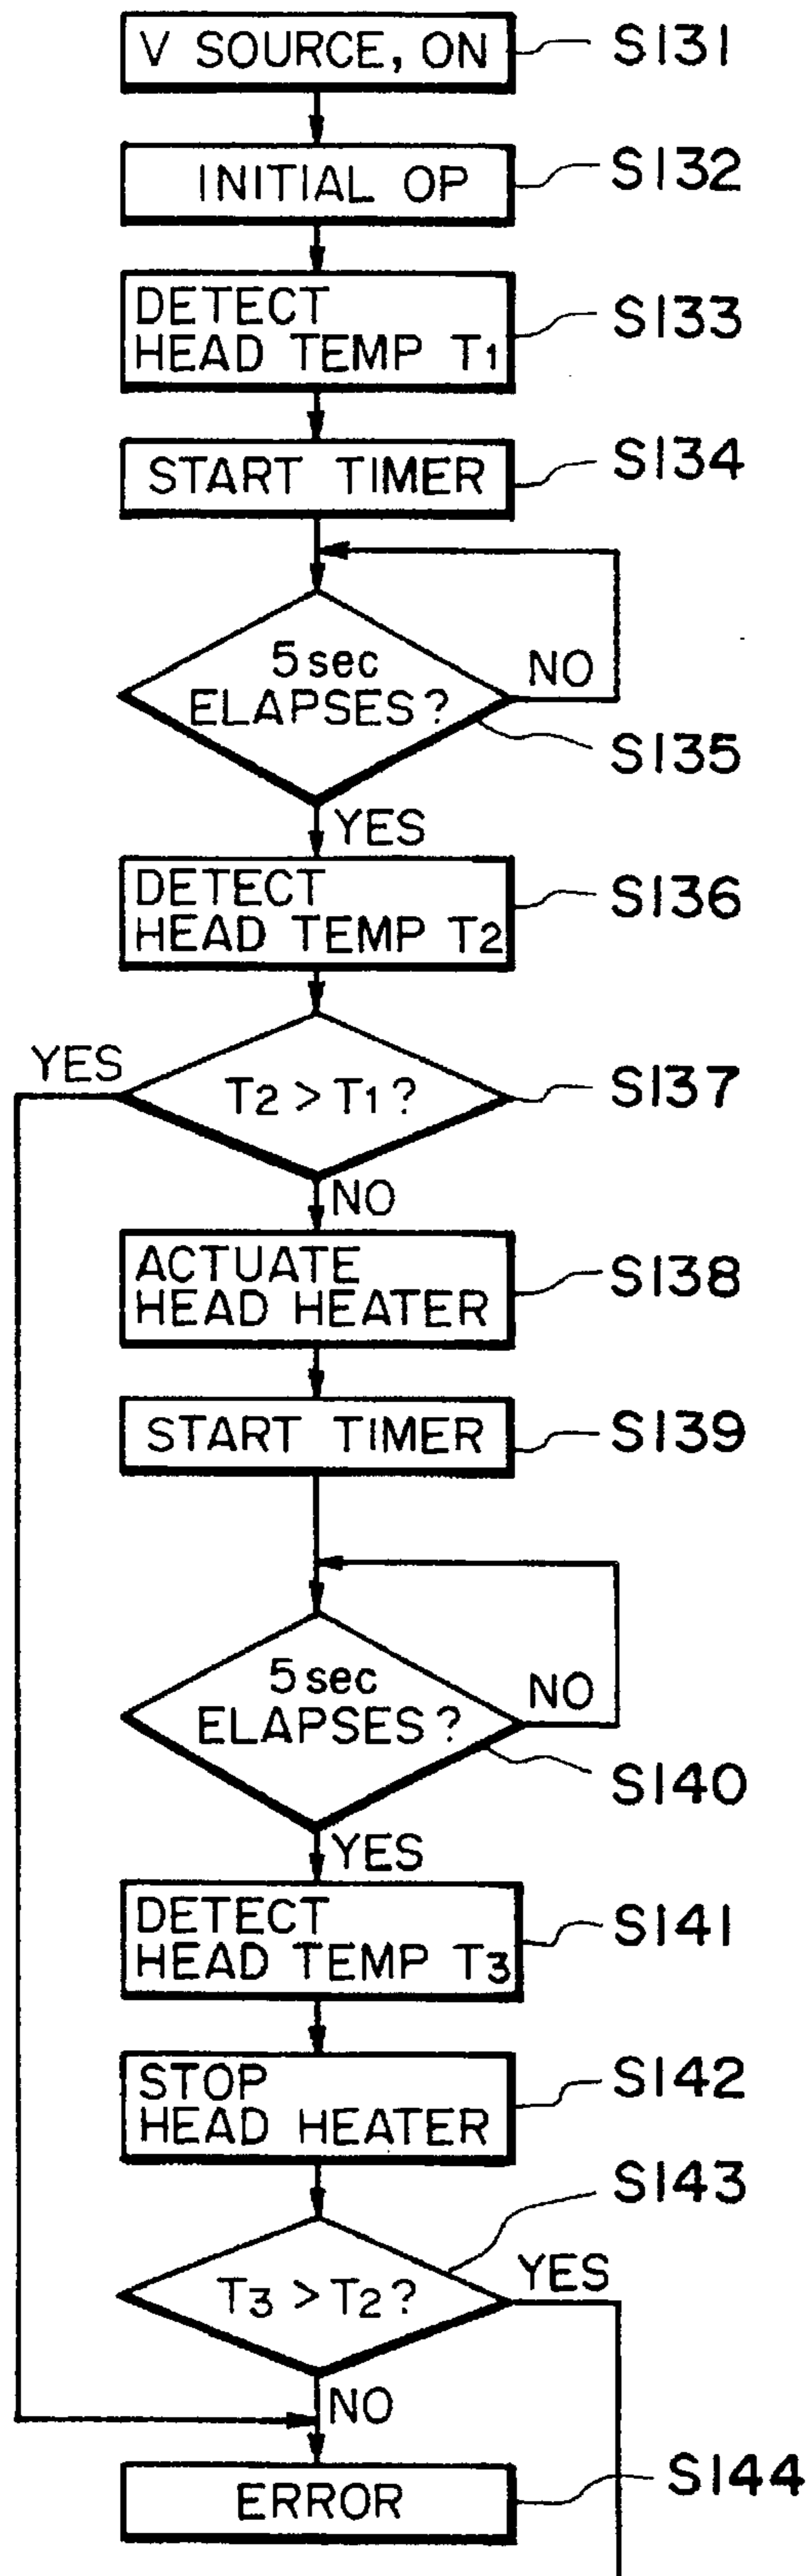 V SOURCE, ON
S131
INITIAL OP
S132
DETECT
HEAD TEMP T1
S133
START TIMER
S134
5 sec
ELAPSES?
NO
S135
YES
DETECT
HEAD TEMP T2
S136
YES
T2 > T1?
S137
NO
ACTUATE
HEAD HEATER
S138
START TIMER
S139
5 sec
ELAPSES?
NO
S140
YES
DETECT
HEAD TEMP T3
S141
STOP
HEAD HEATER
S142
S143
T3 > T2?
YES
NO
ERROR
S144